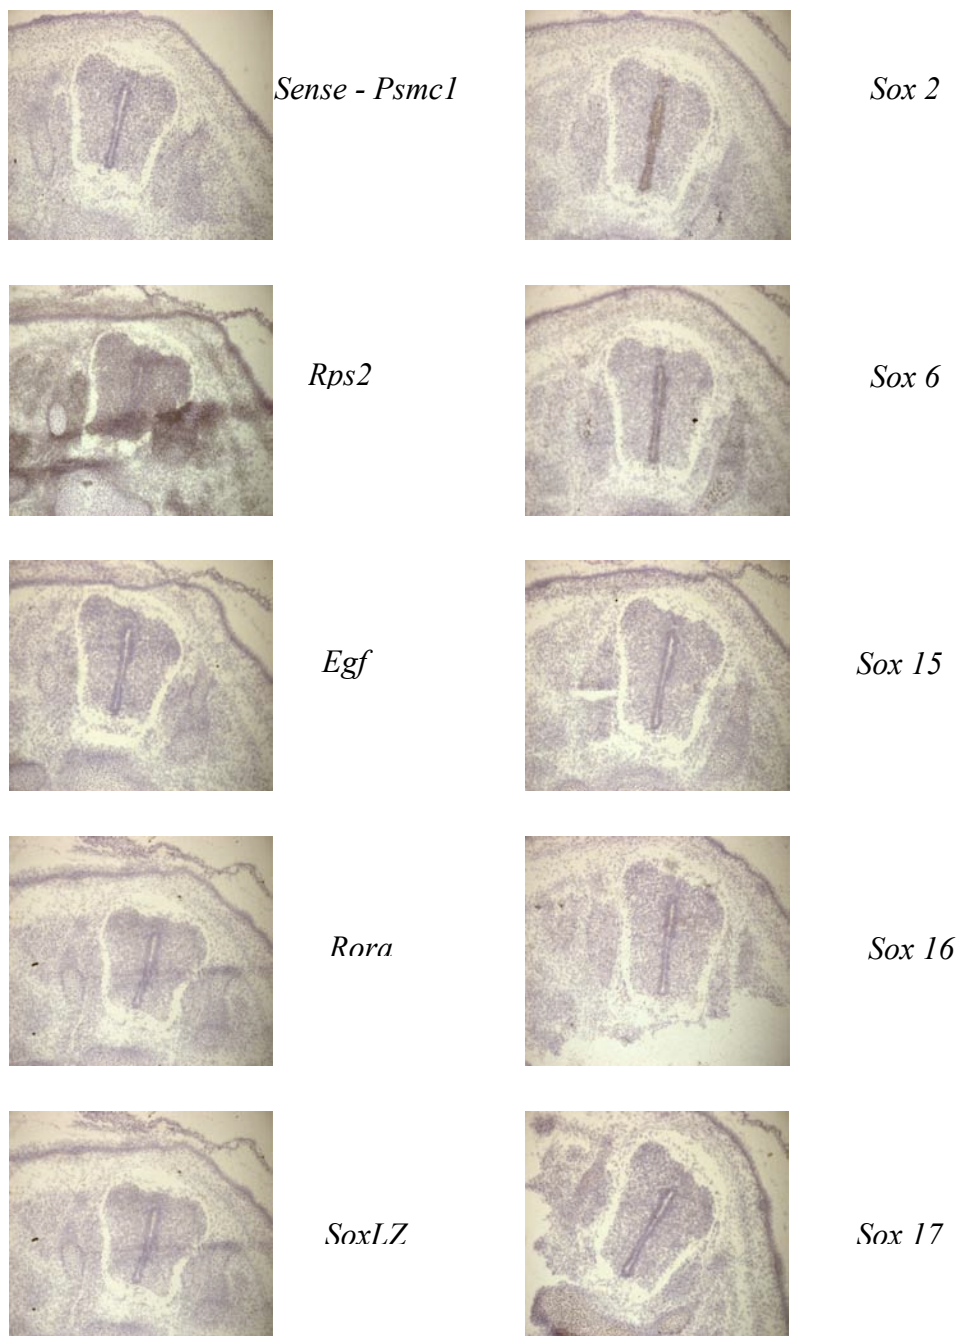 Sense - Psmc1
Sox 2
Rps2
Sox 6
Egf
Sox 15
Rora
Sox 16
SoxLZ
Sox 17